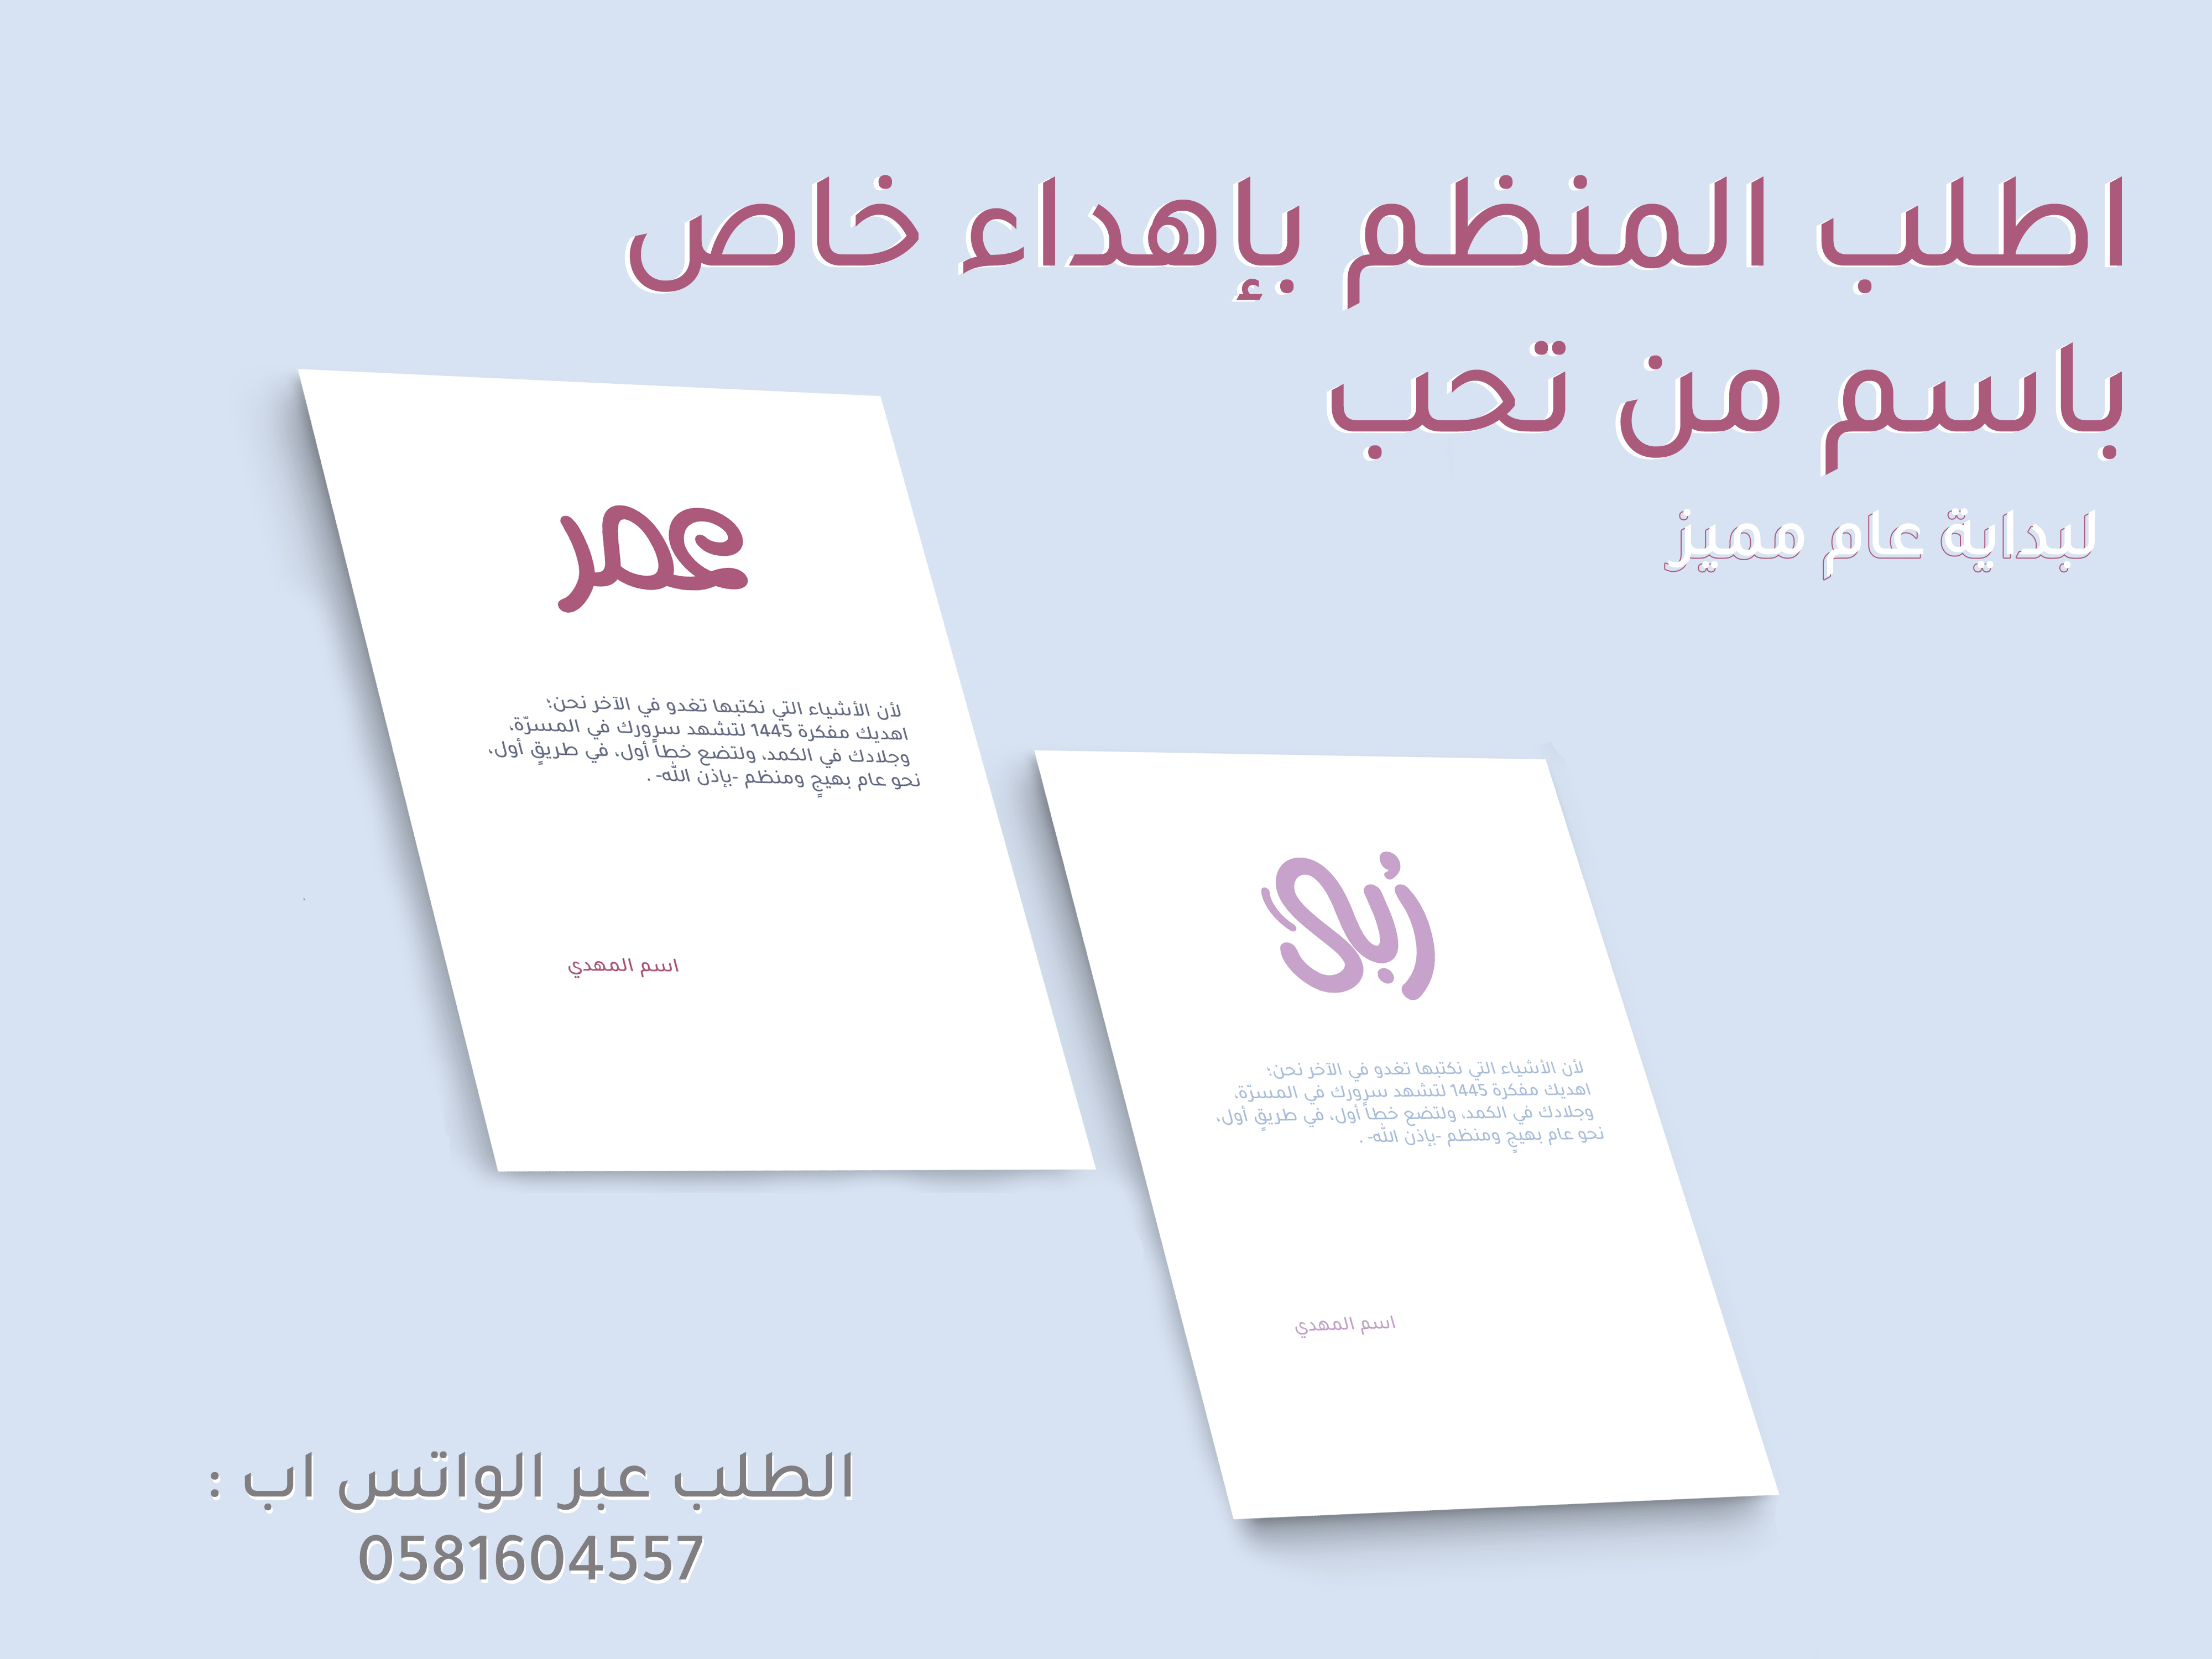 اطلب المنظم بإهداء خاص
باسم من تحب
لبداية عام مميز
عمر
لأن الأشياء التي نكتبها تغدو في الآخر نحن؛
اهديك مفكرة 1445 لتشهد سرورك في المسرّة،
وجلادك في الكمد، ولتضع خطاً أول، في طريقٍ أول،
نحو عام بهيجٍ ومنظم -بإذن الله- .
اسم المهدي
لأن الأشياء التي نكتبها تغدو في الآخر نحن؛
اهديك مفكرة 1445 لتشهد سرورك في المسرّة،
وجلادك في الكمد، ولتضع خطاً أول، في طريقٍ أول،
نحو عام بهيجٍ ومنظم -بإذن الله- .
اسم المهدي
الطلب عبر الواتس اب :
0581604557